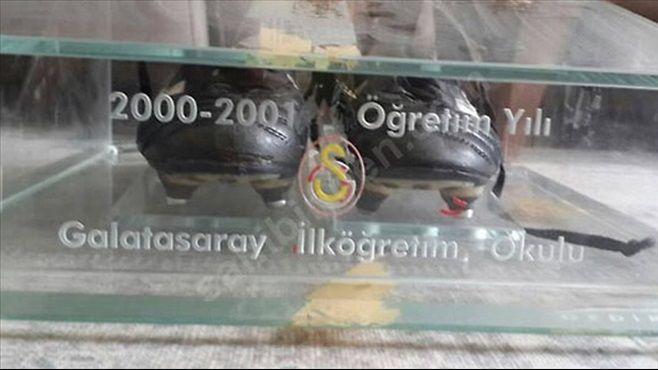 2000-2001 Öğretim Yılı
Galatasaray İlköğretim Okulu